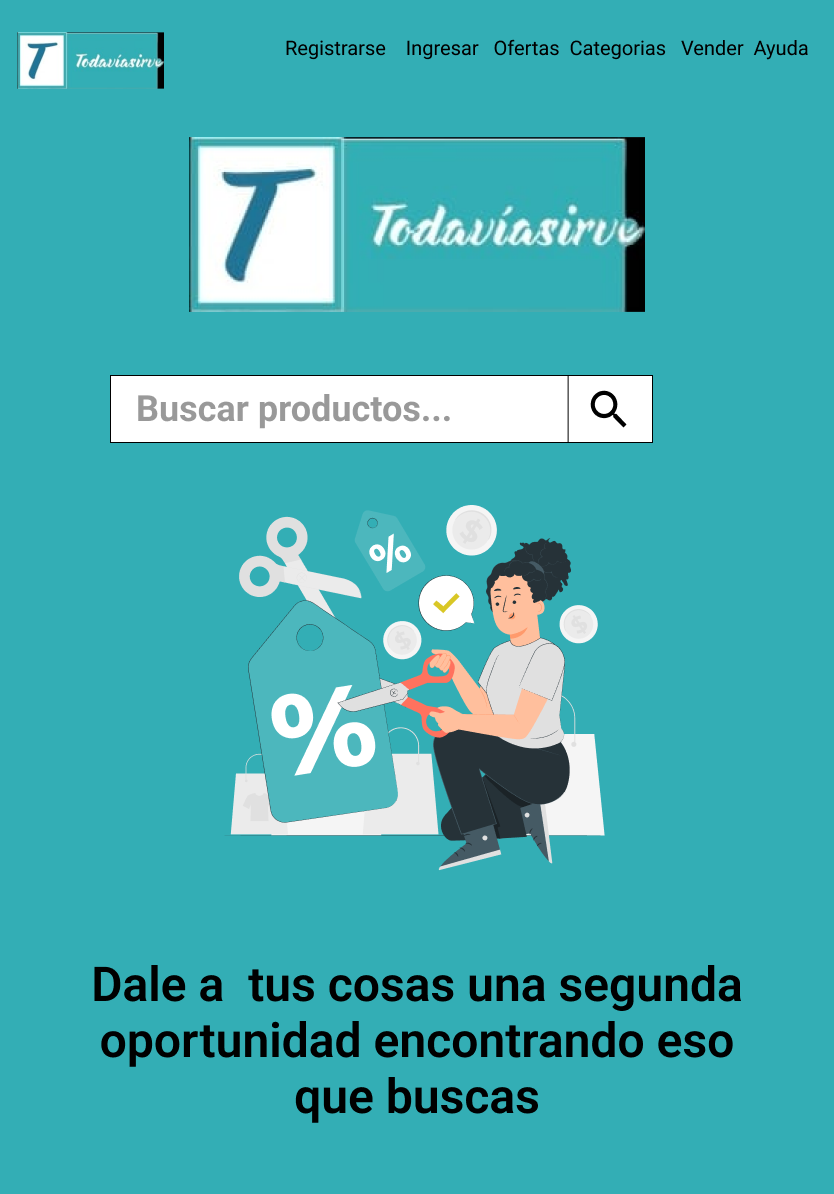 T Todavíasirve Registrarse Ingresar Ofertas Categorias Vender Ayuda
T Todavíasirve
Buscar productos...
%
%
Dale a  tus cosas una segunda
oportunidad encontrando eso
que buscas